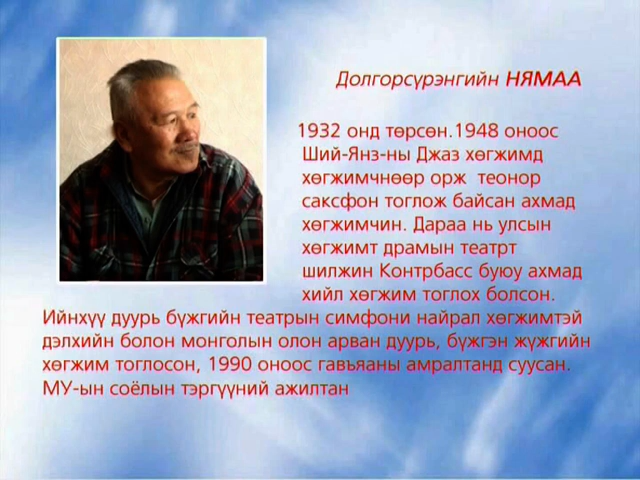 Долгорсүрэнгийн НЯМАА
1932 онд төрсөн.1948 оноос
Ший-Янз-ны Джаз хөгжимд
хөгжимчнөөр орж теонор
саксфон тоглож байсан ахмад
хөгжимчин. Дараа нь улсын
хөгжимт драмын театрт
шилжин Контрбасс буюу ахмад
хийл хөгжим тоглох болсон.
Ийнхүү дуурь бүжгийн театрын симфони найрал хөгжимтэй
дэлхийн болон монголын олон арван дуурь, бүжгэн жүжгийн
хөгжим тоглосон, 1990 оноос гавьяаны амралтанд суусан.
МУ-ын соёлын тэргүүний ажилтан